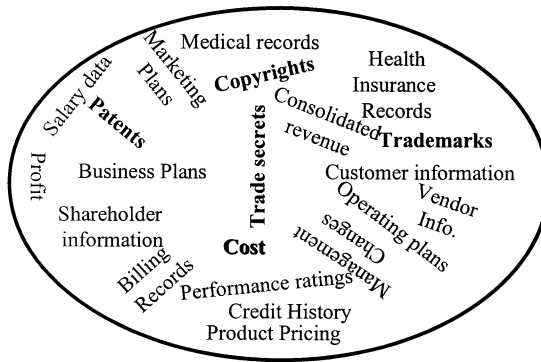 Medical records
Marketing
Plans
Copyrights
Health
Insurance
Records
Salary data
Patents
Consolidated
revenue
Trademarks
Trade secrets
Profit
Business Plans
Customer information
Vendor
Info.
Operating plans
Shareholder
information
Management
Changes
Cost
Billing
Records
Performance ratings
Credit History
Product Pricing